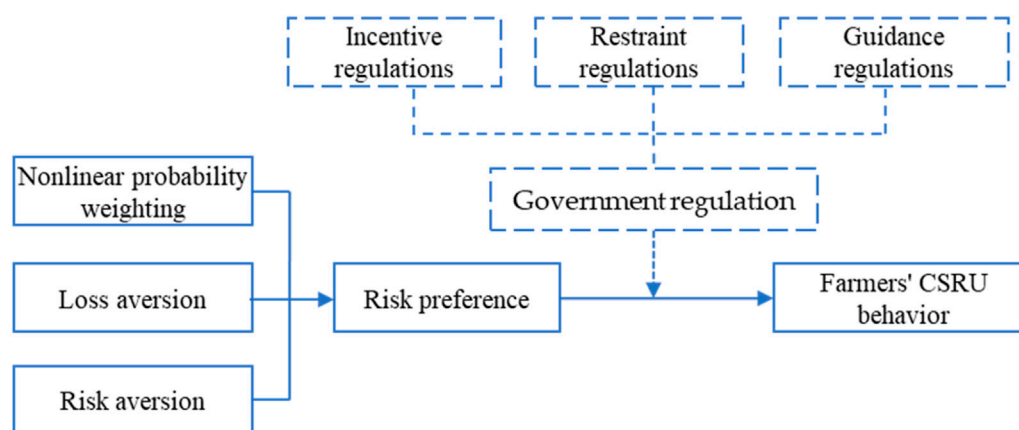 Incentive
regulations
Restraint
regulations
Guidance
regulations
Nonlinear probability
weighting
Government regulation
Loss aversion
Risk preference
Farmers' CSRU
behavior
Risk aversion